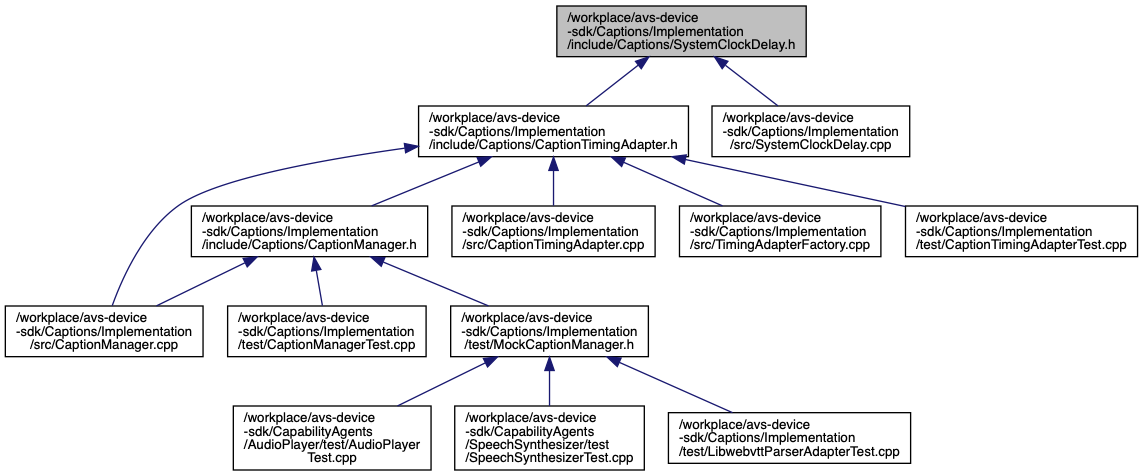 /workplace/avs-device
-sdk/Captions/Implementation
/include/Captions/SystemClockDelay.h
/workplace/avs-device
-sdk/Captions/Implementation
/include/Captions/CaptionTimingAdapter.h
/workplace/avs-device
-sdk/Captions/Implementation
/src/SystemClockDelay.cpp
/workplace/avs-device
-sdk/Captions/Implementation
/include/Captions/CaptionManager.h
/workplace/avs-device
-sdk/Captions/Implementation
/src/CaptionTimingAdapter.cpp
/workplace/avs-device
-sdk/Captions/Implementation
/src/TimingAdapterFactory.cpp
/workplace/avs-device
-sdk/Captions/Implementation
/test/CaptionTimingAdapterTest.cpp
/workplace/avs-device
-sdk/Captions/Implementation
/src/CaptionManager.cpp
/workplace/avs-device
-sdk/Captions/Implementation
/test/CaptionManagerTest.cpp
/workplace/avs-device
-sdk/Captions/Implementation
/test/MockCaptionManager.h
/workplace/avs-device
-sdk/CapabilityAgents
/AudioPlayer/test/AudioPlayer
Test.cpp
/workplace/avs-device
-sdk/CapabilityAgents
/SpeechSynthesizer/test
/SpeechSynthesizerTest.cpp
/workplace/avs-device
-sdk/Captions/Implementation
/test/LibwebvttParserAdapterTest.cpp